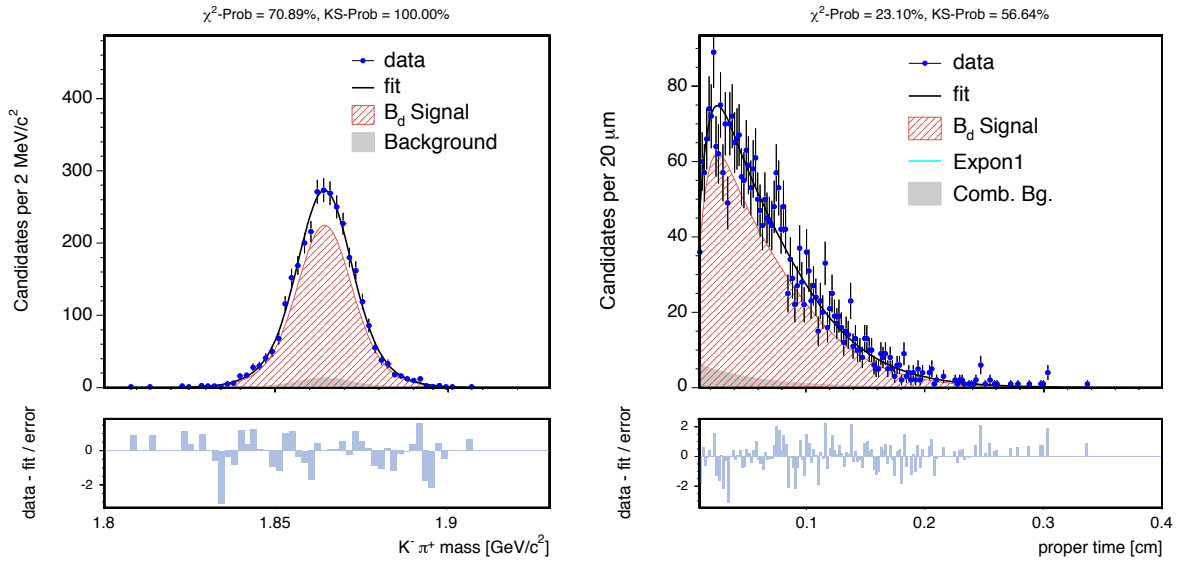 χ²-Prob = 70.89%, KS-Prob = 100.00%
Candidates per 2 MeV/c²
400
300
200
100
0
data
fit
B_d Signal
Background
data - fit / error
0
-2
1.8 1.85 1.9
K⁻ π⁺ mass [GeV/c²]
χ²-Prob = 23.10%, KS-Prob = 56.64%
Candidates per 20 μm
80
60
40
20
0
data
fit
B_d Signal
Expon1
Comb. Bg.
data - fit / error
2
0
-2
0.1 0.2 0.3 0.4
proper time [cm]